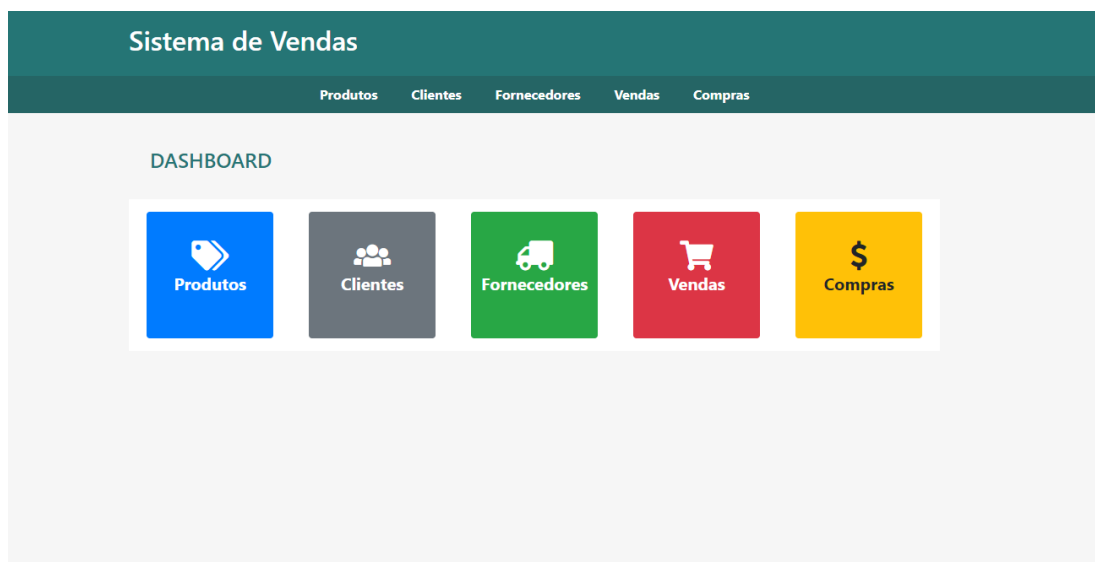 Sistema de Vendas
Produtos Clientes Fornecedores Vendas Compras
DASHBOARD
Produtos Clientes Fornecedores Vendas Compras